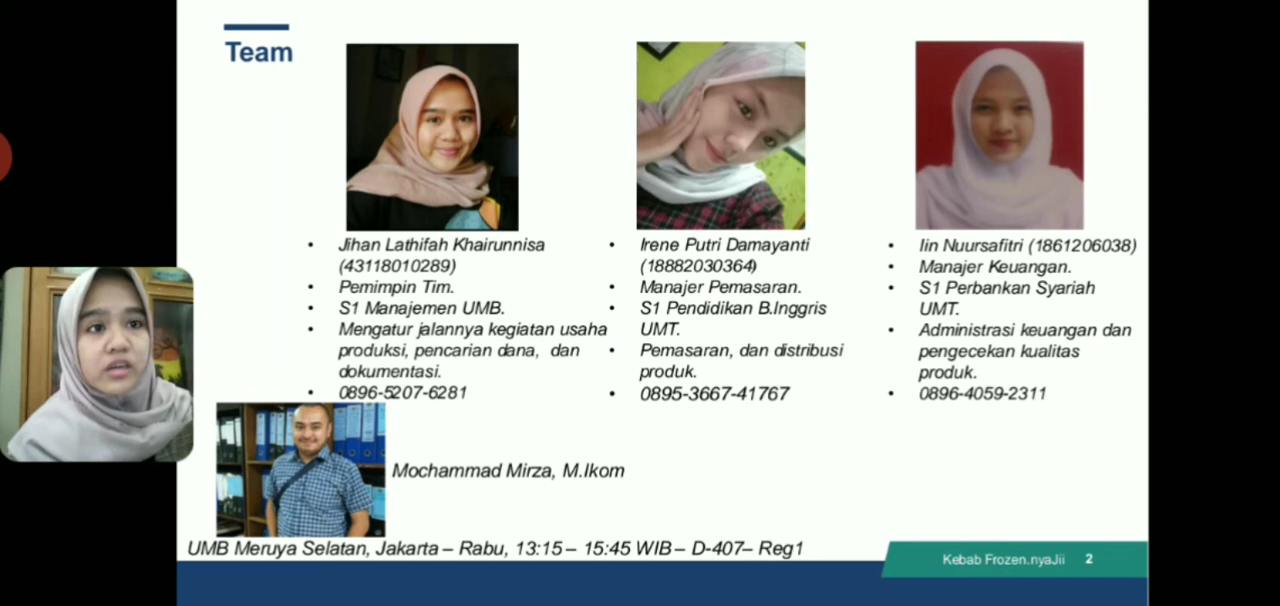 Team
Jihan Lathifah Khairunnisa
(43118010289)
Pemimpin Tim.
S1 Manajemen UMB.
Mengatur jalannya kegiatan usaha
produksi, pencarian dana, dan
dokumentasi.
0896-5207-6281
Irene Putri Damayanti
(18882030364)
Manajer Pemasaran.
S1 Pendidikan B.Inggris
UMT.
Pemasaran, dan distribusi
produk.
0895-3667-41767
Iin Nuursafitri (1861206038)
Manajer Keuangan.
S1 Perbankan Syariah
UMT.
Administrasi keuangan dan
pengecekan kualitas
produk.
0896-4059-2311
Mochammad Mirza, M.Ikom
UMB Meruya Selatan, Jakarta – Rabu, 13:15 – 15:45 WIB – D-407– Reg1
Kebab Frozen.nyaJii 2